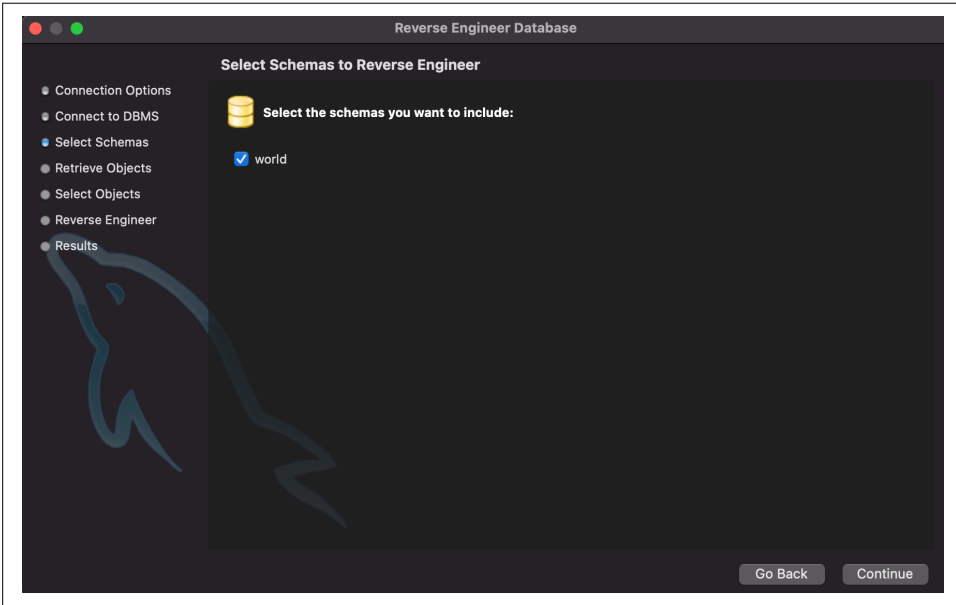 Reverse Engineer Database
Select Schemas to Reverse Engineer
Connection Options
Connect to DBMS
Select Schemas
Retrieve Objects
Select Objects
Reverse Engineer
Results
Select the schemas you want to include:
world
Go Back
Continue